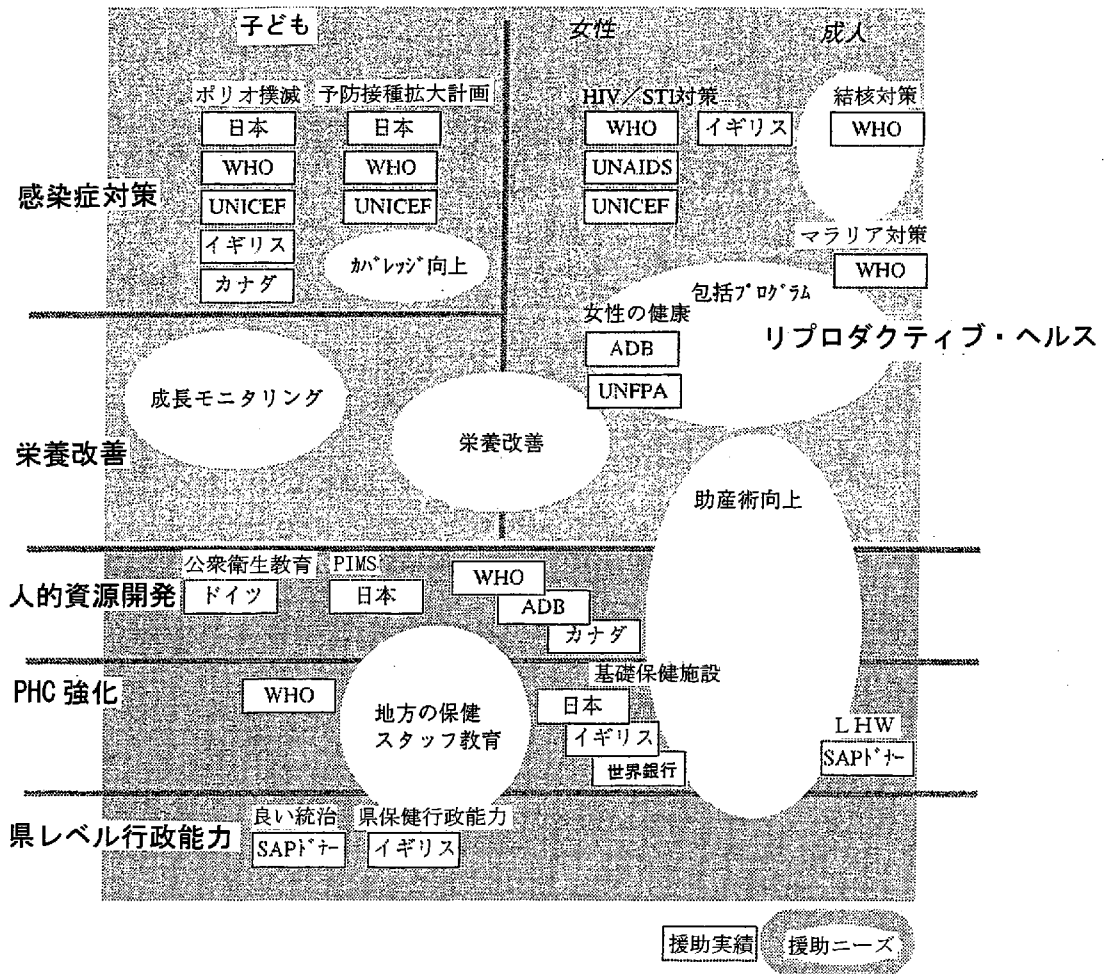 子ども
女性
成人
ポリオ撲滅
予防接種拡大計画
HIV/STI対策
結核対策
日本
日本
WHO
イギリス
WHO
WHO
WHO
UNAIDS
感染症対策
UNICEF
UNICEF
UNICEF
イギリス
カバレッジ向上
マラリア対策
カナダ
WHO
包括プログラム
女性の健康
リプロダクティブ・ヘルス
ADB
UNFPA
成長モニタリング
栄養改善
栄養改善
助産術向上
公衆衛生教育
PIMS
WHO
人的資源開発
ドイツ
日本
ADB
カナダ
基礎保健施設
PHC強化
WHO
地方の保健
スタッフ教育
日本
イギリス
世界銀行
LHW
SAPドナー
良い統治
県保健行政能力
県レベル行政能力
SAPドナー
イギリス
援助実績
援助ニーズ